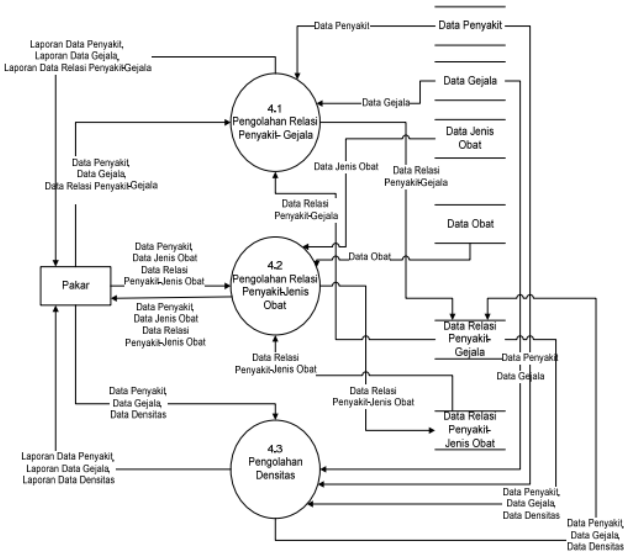 Laporan Data Penyakit,
Laporan Data Gejala,
Laporan Data Relasi Penyakit-Gejala
Data Penyakit
Data Penyakit
4.1
Pengolahan Relasi
Penyakit- Gejala
Data Gejala
Data Gejala
Data Jenis
Obat
Data Penyakit,
Data Gejala,
Data Relasi Penyakit-Gejala
Data Jenis Obat
Data Relasi
Penyakit-Gejala
Data Relasi
Penyakit-Gejala
Data Obat
Pakar
Data Penyakit,
Data Jenis Obat
Data Relasi
Penyakit-Jenis Obat
4.2
Pengolahan Relasi
Penyakit-Jenis
Obat
Data Obat
Data Penyakit,
Data Jenis Obat
Data Relasi
Penyakit-Jenis Obat
Data Relasi
Penyakit-
Gejala
Data Penyakit
Data Gejala
Data Relasi
Penyakit-Jenis Obat
Data Relasi
Penyakit-Jenis Obat
Data Relasi
Penyakit-
Jenis Obat
Data Penyakit,
Data Gejala,
Data Densitas
4.3
Pengolahan
Densitas
Laporan Data Penyakit,
Laporan Data Gejala,
Laporan Data Densitas
Data Penyakit,
Data Gejala,
Data Densitas
Data Penyakit,
Data Gejala,
Data Densitas